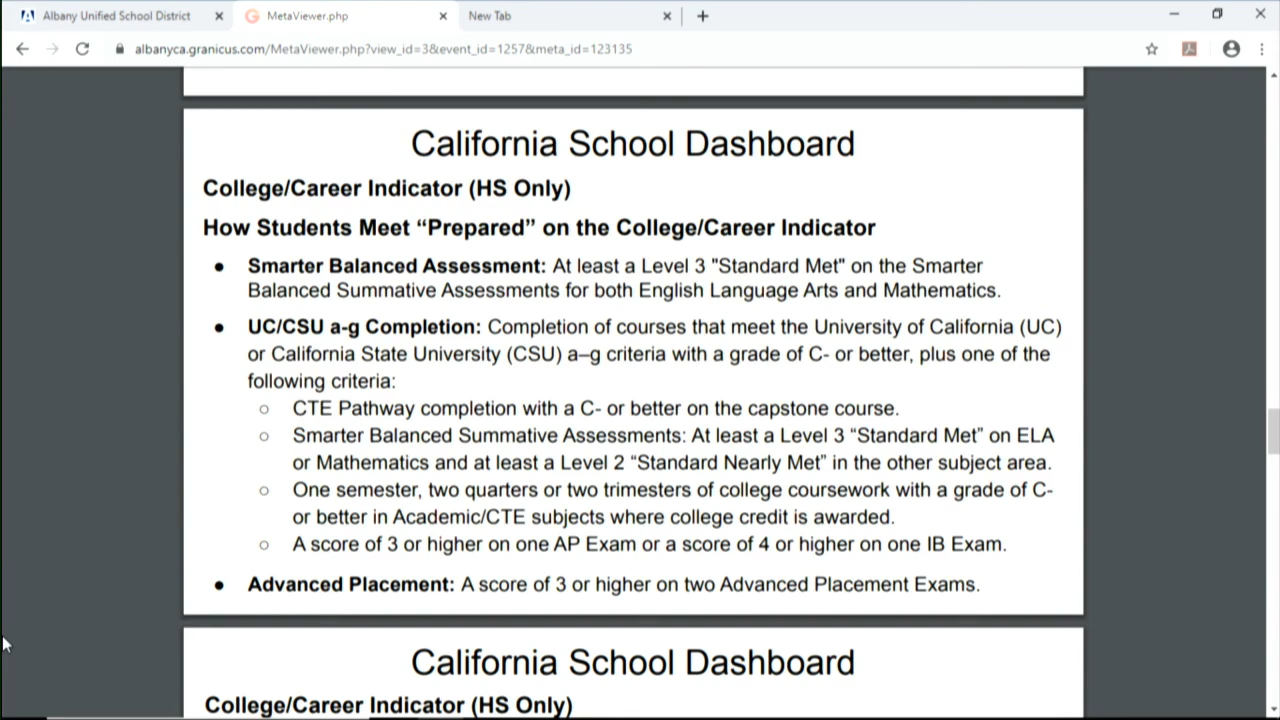 Albany Unified School District
MetaViewer.php
New Tab
albanyca.granicus.com/MetaViewer.php?view_id=3&event_id=1257&meta_id=123135
California School Dashboard
College/Career Indicator (HS Only)
How Students Meet “Prepared” on the College/Career Indicator
● Smarter Balanced Assessment: At least a Level 3 "Standard Met" on the Smarter
Balanced Summative Assessments for both English Language Arts and Mathematics.
● UC/CSU a-g Completion: Completion of courses that meet the University of California (UC)
or California State University (CSU) a–g criteria with a grade of C- or better, plus one of the
following criteria:
○ CTE Pathway completion with a C- or better on the capstone course.
○ Smarter Balanced Summative Assessments: At least a Level 3 “Standard Met” on ELA
or Mathematics and at least a Level 2 “Standard Nearly Met” in the other subject area.
○ One semester, two quarters or two trimesters of college coursework with a grade of C-
or better in Academic/CTE subjects where college credit is awarded.
○ A score of 3 or higher on one AP Exam or a score of 4 or higher on one IB Exam.
● Advanced Placement: A score of 3 or higher on two Advanced Placement Exams.
California School Dashboard
College/Career Indicator (HS Only)